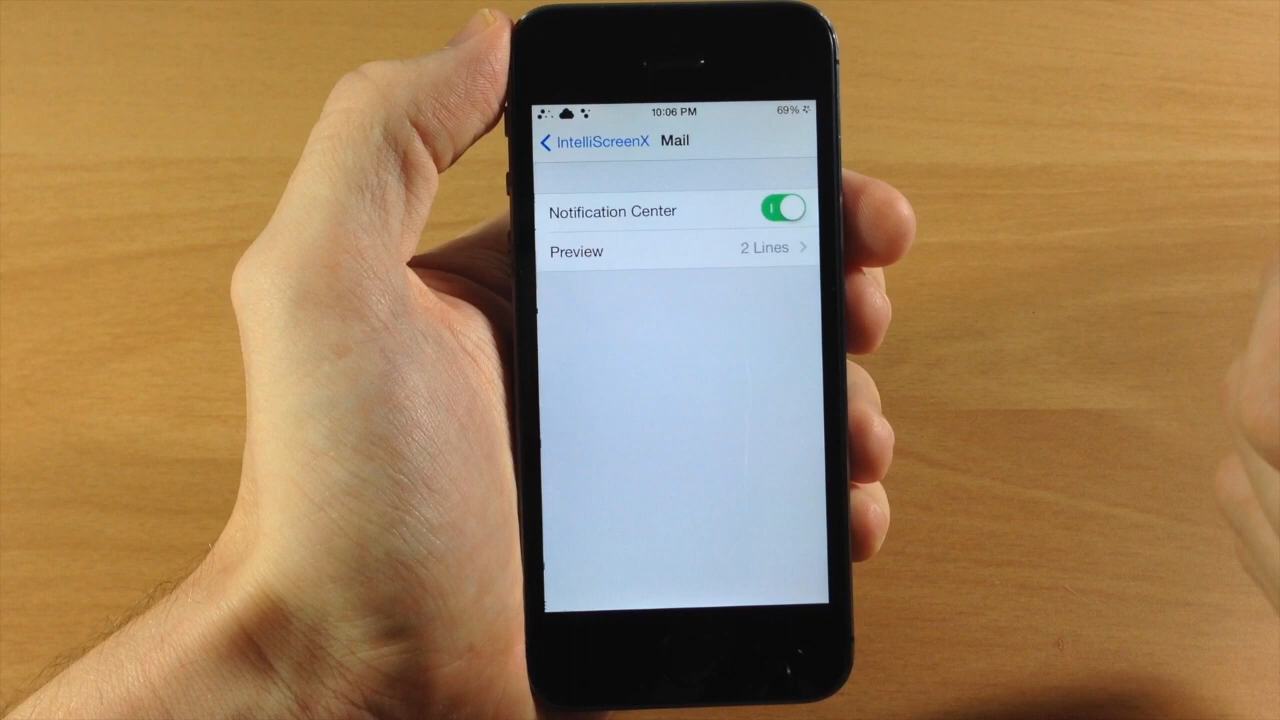 10:06 PM 69%
IntelliScreenX Mail
Notification Center
Preview 2 Lines